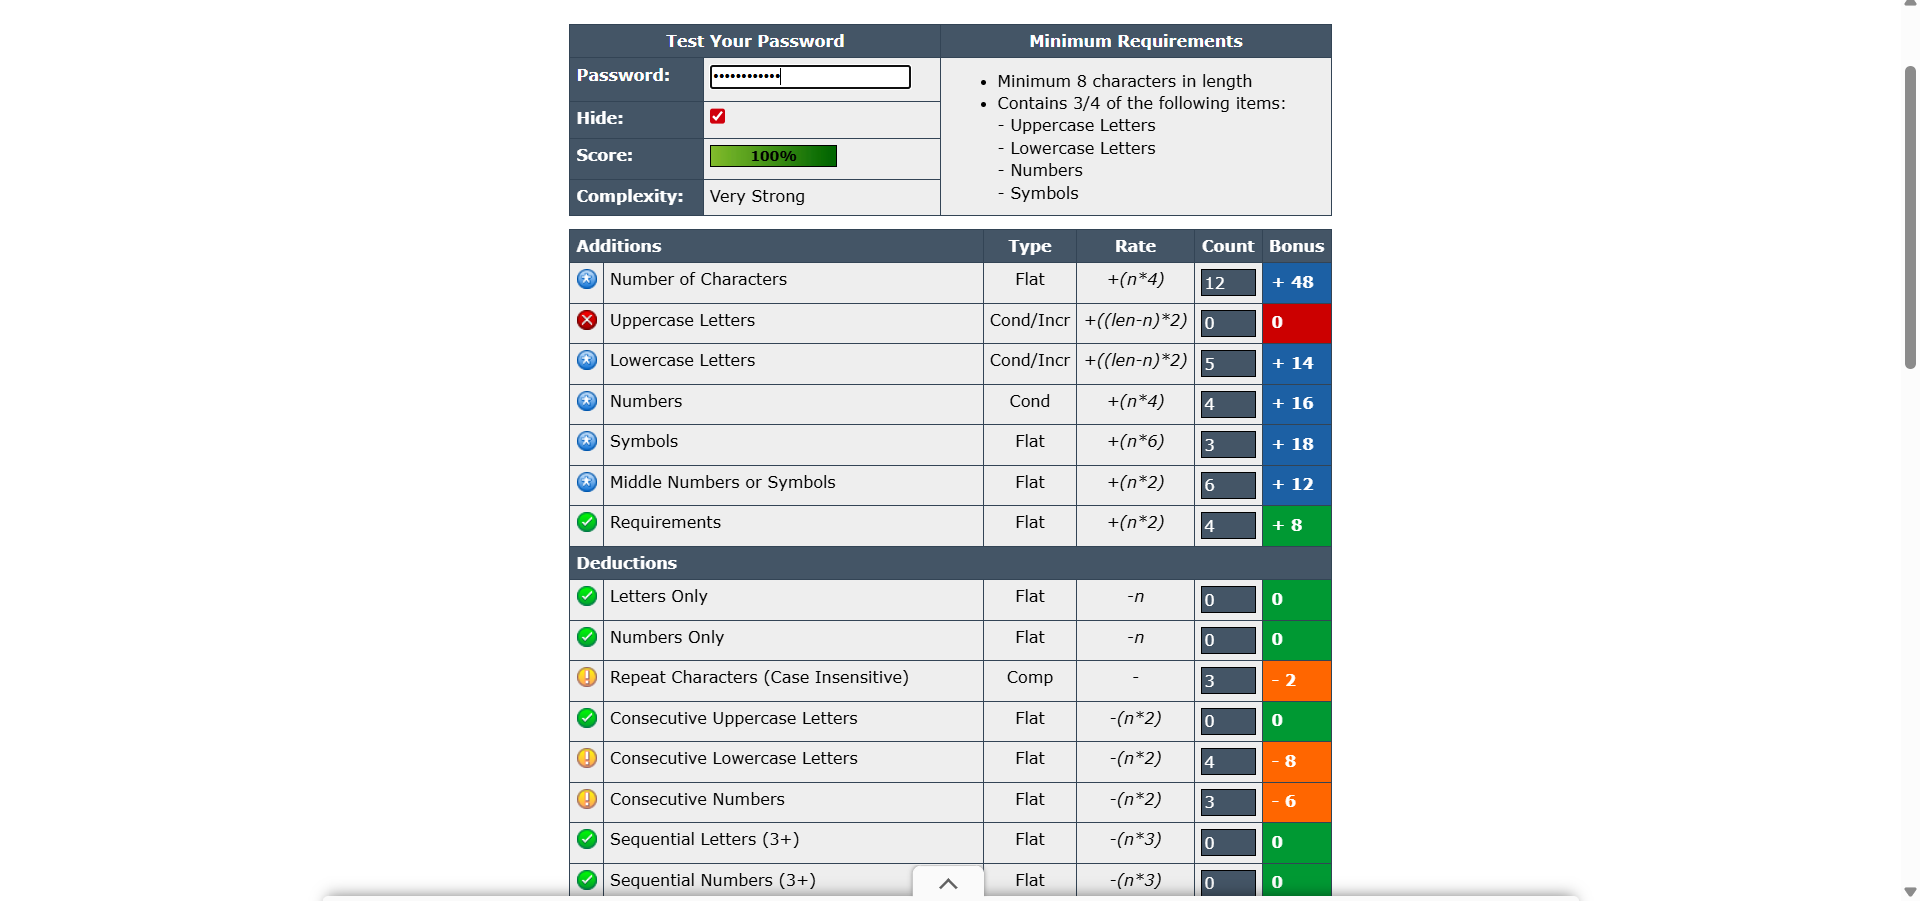 Test Your Password Minimum Requirements
Password: ••••••••••••
Hide:
Score: 100%
Complexity: Very Strong
• Minimum 8 characters in length
• Contains 3/4 of the following items:
- Uppercase Letters
- Lowercase Letters
- Numbers
- Symbols
Additions Type Rate Count Bonus
Number of Characters Flat +(n*4) 12 + 48
Uppercase Letters Cond/Incr +((len-n)*2) 0 0
Lowercase Letters Cond/Incr +((len-n)*2) 5 + 14
Numbers Cond +(n*4) 4 + 16
Symbols Flat +(n*6) 3 + 18
Middle Numbers or Symbols Flat +(n*2) 6 + 12
Requirements Flat +(n*2) 4 + 8
Deductions
Letters Only Flat -n 0 0
Numbers Only Flat -n 0 0
Repeat Characters (Case Insensitive) Comp - 3 - 2
Consecutive Uppercase Letters Flat -(n*2) 0 0
Consecutive Lowercase Letters Flat -(n*2) 4 - 8
Consecutive Numbers Flat -(n*2) 3 - 6
Sequential Letters (3+) Flat -(n*3) 0 0
Sequential Numbers (3+) Flat -(n*3) 0 0